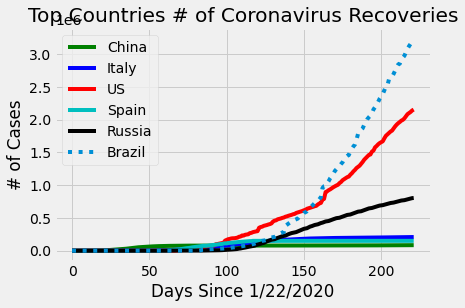 Top Countries # of Coronavirus Recoveries
1e6
China
Italy
US
Spain
Russia
Brazil
3.0
2.5
2.0
1.5
1.0
0.5
0.0
# of Cases
0 50 100 150 200
Days Since 1/22/2020